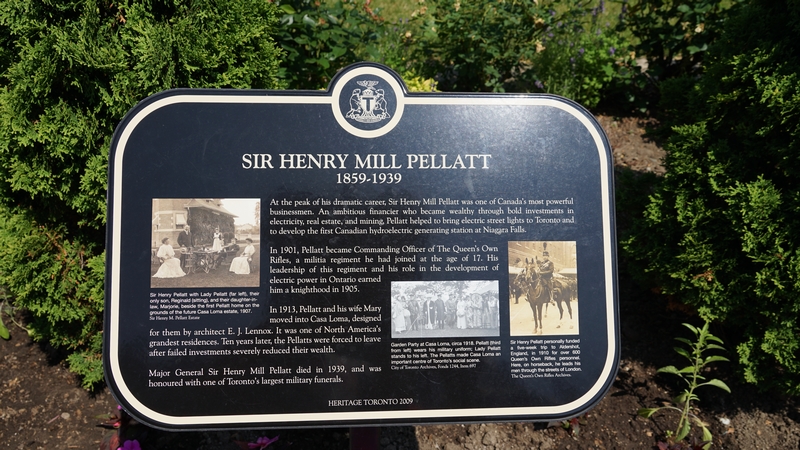 T
SIR HENRY MILL PELLATT
1859-1939
At the peak of his dramatic career, Sir Henry Mill Pellatt was one of Canada's most powerful
businessmen. An ambitious financier who became wealthy through bold investments in
electricity, real estate, and mining, Pellatt helped to bring electric street lights to Toronto and
to develop the first Canadian hydroelectric generating station at Niagara Falls.
In 1901, Pellatt became Commanding Officer of The Queen's Own
Rifles, a militia regiment he had joined at the age of 17. His
leadership of this regiment and his role in the development of
electric power in Ontario earned
him a knighthood in 1905.
In 1913, Pellatt and his wife Mary
moved into Casa Loma, designed
for them by architect E. J. Lennox. It was one of North America's
grandest residences. Ten years later, the Pellatts were forced to leave
after failed investments severely reduced their wealth.
Major General Sir Henry Mill Pellatt died in 1939, and was
honoured with one of Toronto's largest military funerals.
Sir Henry Pellatt with Lady Pellatt (far left), their
only son, Reginald (sitting), and their daughter-in-
law, Marjorie, beside the first Pellatt home on the
grounds of the future Casa Loma estate, 1907.
Sir Henry M. Pellatt Estate
Garden Party at Casa Loma, circa 1918. Pellatt (third
from left) wears his military uniform; Lady Pellatt
stands to his left. The Pellatts made Casa Loma an
important centre of Toronto's social scene.
City of Toronto Archives, Fonds 1244, Item 697
Sir Henry Pellatt personally funded
a five-week trip to Aldershot,
England, in 1910 for over 600
Queen's Own Rifles personnel.
Here, on horseback, he leads his
men through the streets of London.
The Queen's Own Rifles Archives.
HERITAGE TORONTO 2009